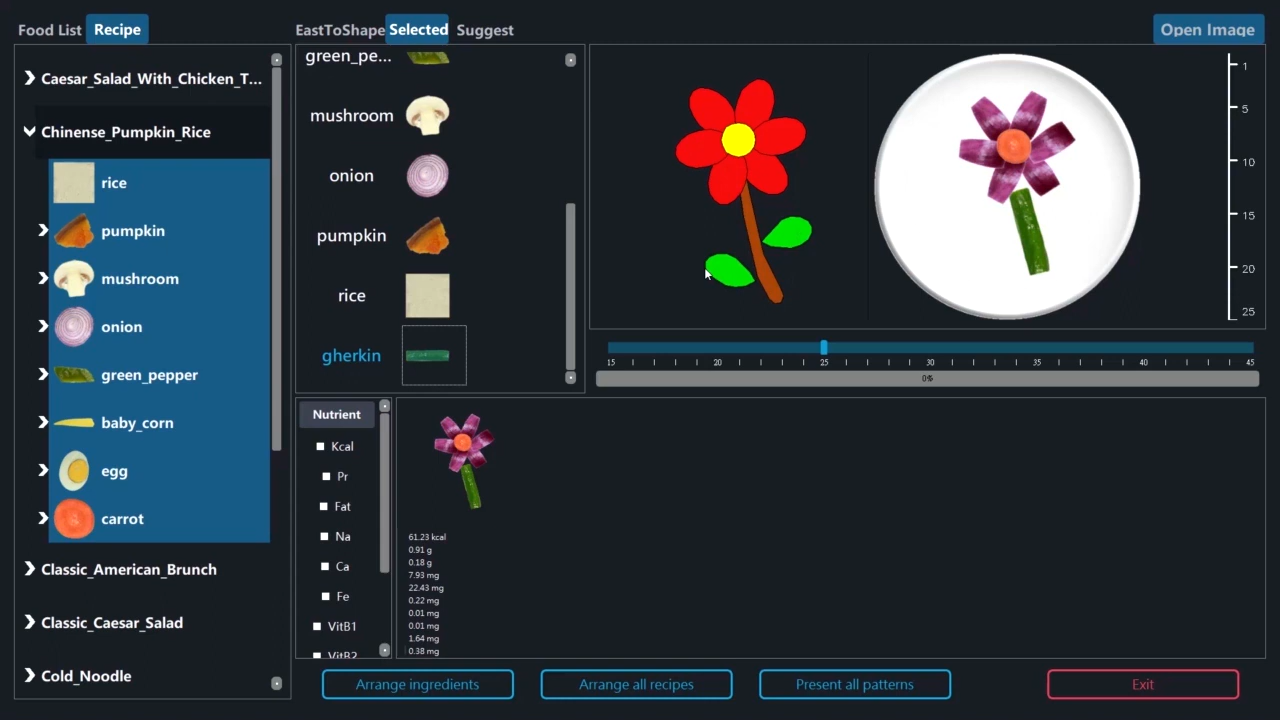 Food List Recipe EastToShape Selected Suggest Open Image
Caesar_Salad_With_Chicken_T...
Chinense_Pumpkin_Rice
rice
pumpkin
mushroom
onion
green_pepper
baby_corn
egg
carrot
Classic_American_Brunch
Classic_Caesar_Salad
Cold_Noodle
green_pe...
mushroom
onion
pumpkin
rice
gherkin
1
5
10
15
20
25
15 20 25 30 35 40 45
0%
Nutrient
Kcal
Pr
Fat
Na
Ca
Fe
VitB1
VitB2
61.23 kcal
0.91 g
0.18 g
7.93 mg
22.43 mg
0.22 mg
0.01 mg
0.01 mg
1.64 mg
0.38 mg
Arrange ingredients Arrange all recipes Present all patterns Exit